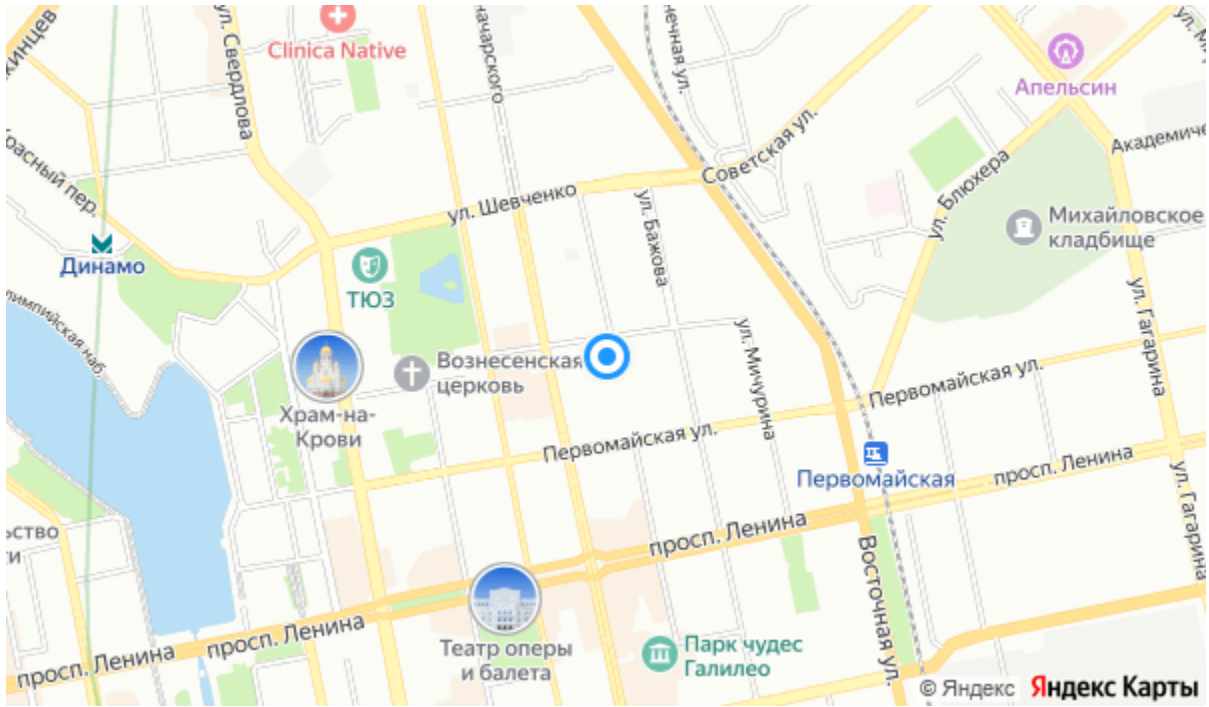 Clinica Native
ул. Свердлова
Апельсин
Советская ул.
ул. Блюхера
Красный пер.
ул. Шевченко
ул. Бажова
Михайловское
кладбище
Динамо
ТЮЗ
ул. Гагарина
ул. Мичурина
Вознесенская
церковь
Храм-на-
Крови
Первомайская ул.
Первомайская ул.
Первомайская
просп. Ленина
просп. Ленина
ул. Гагарина
Восточная ул.
просп. Ленина
просп. Ленина
Театр оперы
и балета
Парк чудес
Галилео
© Яндекс Яндекс Карты